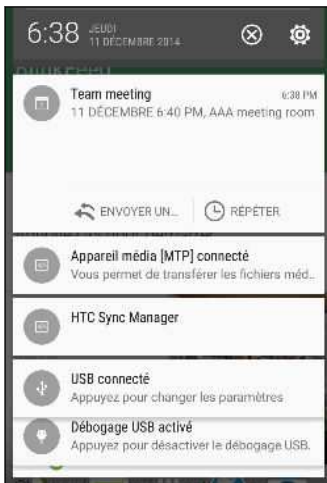 6:38
JEUDI
11 DÉCEMBRE 2014
Team meeting
6:38 PM
11 DÉCEMBRE 6:40 PM, AAA meeting room
ENVOYER UN...
RÉPÉTER
Appareil média [MTP] connecté
Vous permet de transférer les fichiers méd..
HTC Sync Manager
USB connecté
Appuyez pour changer les paramètres
Débogage USB activé
Appuyez pour désactiver le débogage USB.